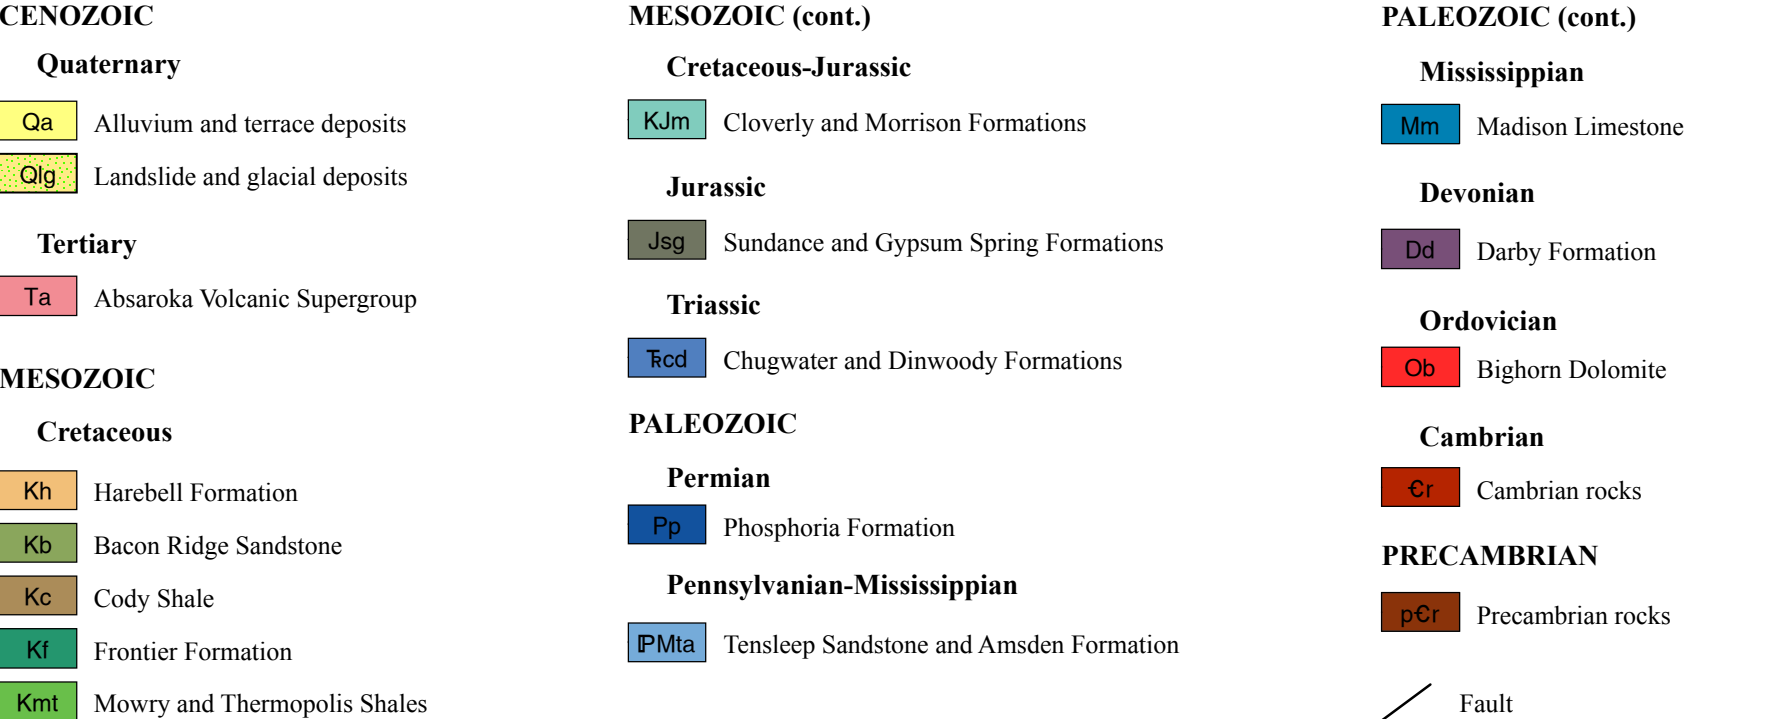 CENOZOIC
Quaternary
Qa Alluvium and terrace deposits
Qlg Landslide and glacial deposits
Tertiary
Ta Absaroka Volcanic Supergroup
MESOZOIC
Cretaceous
Kh Harebell Formation
Kb Bacon Ridge Sandstone
Kc Cody Shale
Kf Frontier Formation
Kmt Mowry and Thermopolis Shales
MESOZOIC (cont.)
Cretaceous-Jurassic
KJm Cloverly and Morrison Formations
Jurassic
Jsg Sundance and Gypsum Spring Formations
Triassic
Ʀcd Chugwater and Dinwoody Formations
PALEOZOIC
Permian
Pp Phosphoria Formation
Pennsylvanian-Mississippian
ℙMta Tensleep Sandstone and Amsden Formation
PALEOZOIC (cont.)
Mississippian
Mm Madison Limestone
Devonian
Dd Darby Formation
Ordovician
Ob Bighorn Dolomite
Cambrian
Єr Cambrian rocks
PRECAMBRIAN
pЄr Precambrian rocks
Fault